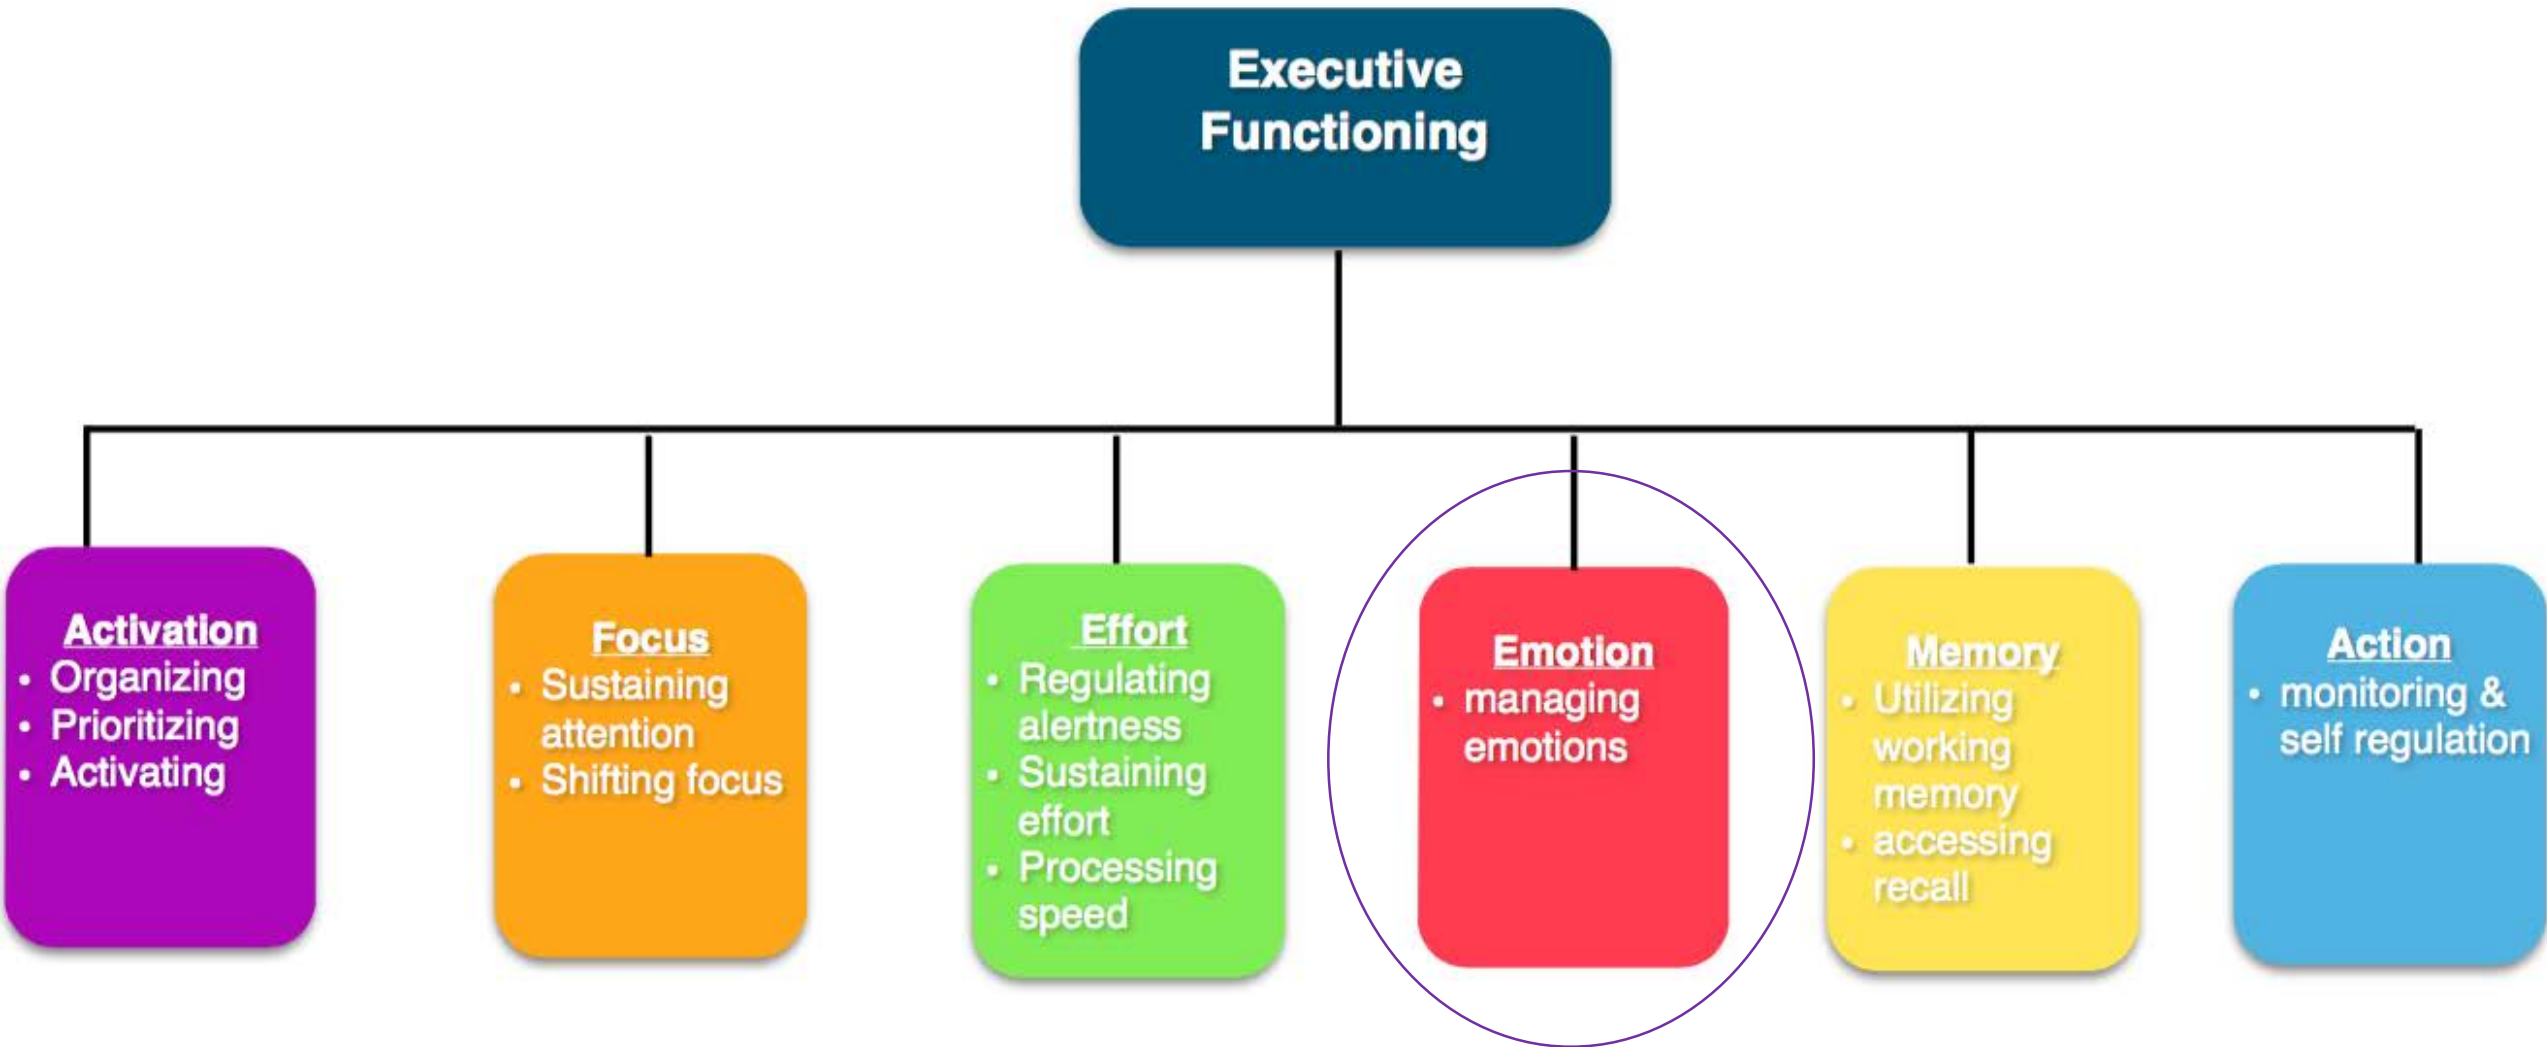 Executive
Functioning
Activation
• Organizing
• Prioritizing
• Activating
Focus
• Sustaining
attention
• Shifting focus
Effort
• Regulating
alertness
• Sustaining
effort
• Processing
speed
Emotion
• managing
emotions
Memory
• Utilizing
working
memory
• accessing
recall
Action
• monitoring &
self regulation